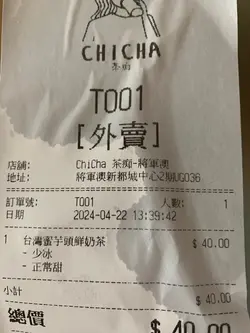 CHICHA
T001
[外賣]
店舖: ChiCha 茶痴-將軍澳
地址: 將軍澳新都城中心2期UG036
訂單號: T001 人數: 1
日期 2024-04-22 13:39:42
1 台灣蜜芋頭鮮奶茶 $ 40.00
- 少冰
- 正常甜
小計 $ 40.00
總價 $ 40.00